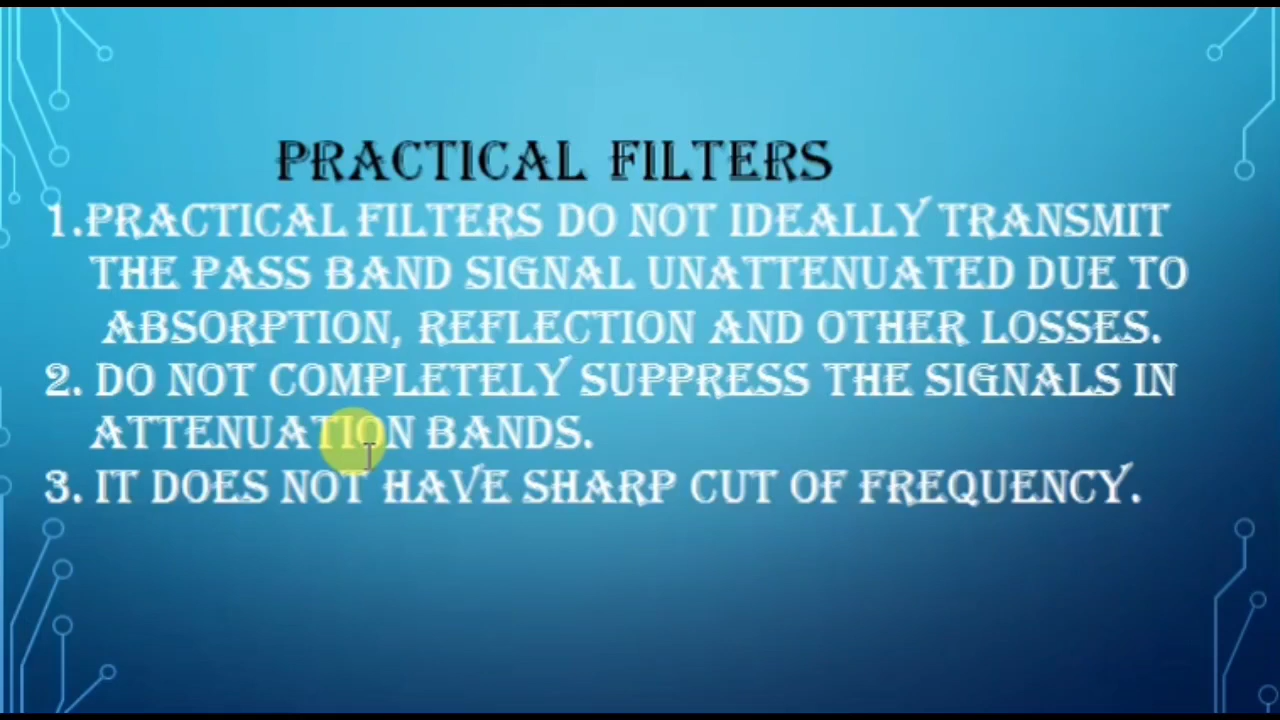 PRACTICAL FILTERS
1.PRACTICAL FILTERS DO NOT IDEALLY TRANSMIT
THE PASS BAND SIGNAL UNATTENUATED DUE TO
ABSORPTION, REFLECTION AND OTHER LOSSES.
2. DO NOT COMPLETELY SUPPRESS THE SIGNALS IN
ATTENUATION BANDS.
3. IT DOES NOT HAVE SHARP CUT OF FREQUENCY.